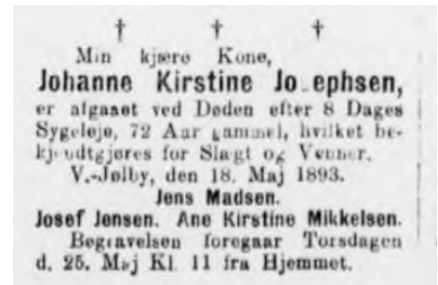 † † †
Min kjære Kone,
Johanne Kirstine Josephsen,
er afgaaet ved Døden efter 8 Dages
Sygeleje, 72 Aar gammel, hvilket be-
kjendtgjøres for Slægt og Venner.
V.-Jølby, den 18. Maj 1893.
Jens Madsen.
Josef Jensen. Ane Kirstine Mikkelsen.
Begravelsen foregaar Torsdagen
d. 25. Maj Kl. 11 fra Hjemmet.